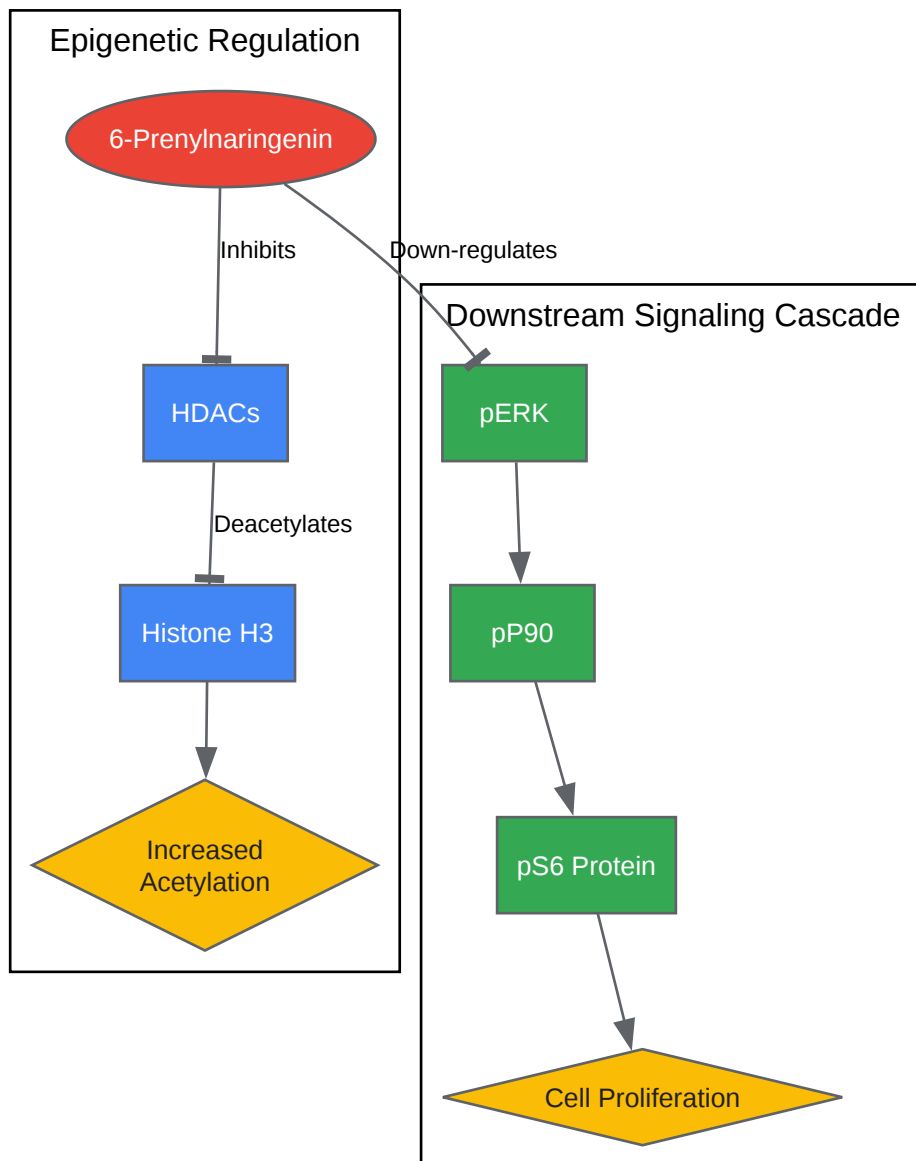 Epigenetic Regulation
6-Prenylnaringenin
Inhibits
Down-regulates
Downstream Signaling Cascade
HDACs
pERK
Deacetylates
Histone H3
pP90
Increased
Acetylation
pS6 Protein
Cell Proliferation